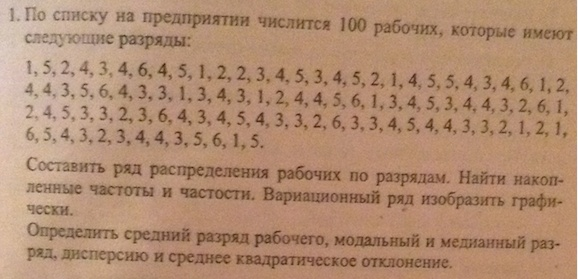 1. По списку на предприятии числится 100 рабочих, которые имеют
следующие разряды:
1, 5, 2, 4, 3, 4, 6, 4, 5, 1, 2, 2, 3, 4, 5, 3, 4, 5, 2, 1, 4, 5, 5, 4, 3, 4, 6, 1, 2,
4, 4, 3, 5, 6, 4, 3, 3, 1, 3, 4, 3, 1, 2, 4, 4, 5, 6, 1, 3, 4, 5, 3, 4, 4, 3, 2, 6, 1,
2, 4, 5, 3, 3, 2, 3, 6, 4, 3, 4, 5, 4, 3, 3, 2, 6, 3, 3, 4, 5, 4, 4, 3, 3, 2, 1, 2, 1,
6, 5, 4, 3, 2, 3, 4, 4, 3, 5, 6, 1, 5.
Составить ряд распределения рабочих по разрядам. Найти накоп-
ленные частоты и частости. Вариационный ряд изобразить графи-
чески.
Определить средний разряд рабочего, модальный и медианный раз-
ряд, дисперсию и среднее квадратическое отклонение.